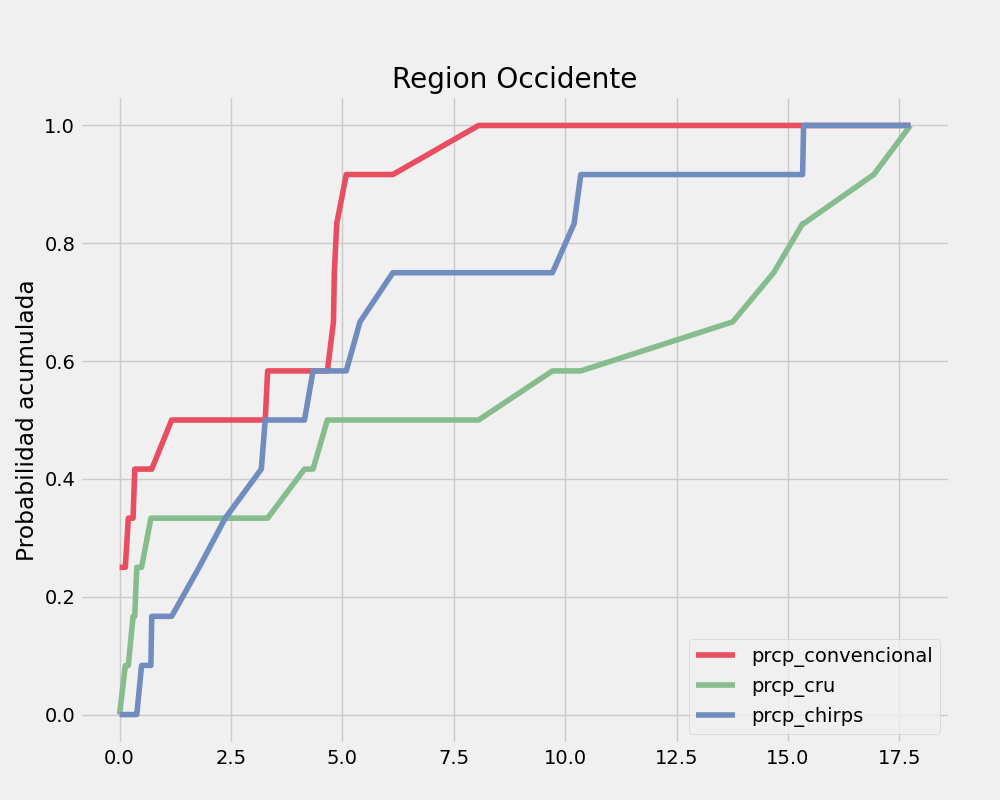 Region Occidente
Probabilidad acumulada
1.0
0.8
0.6
0.4
0.2
0.0
0.0 2.5 5.0 7.5 10.0 12.5 15.0 17.5
prcp_convencional
prcp_cru
prcp_chirps